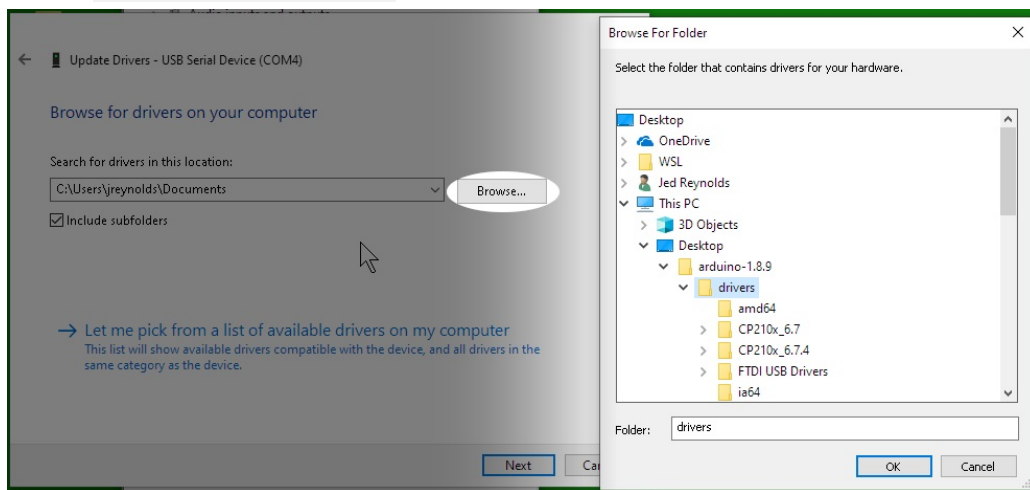 Audio inputs and outputs
Update Drivers - USB Serial Device (COM4)
Browse for drivers on your computer
Search for drivers in this location:
C:\Users\jreynolds\Documents
Browse...
Include subfolders
Let me pick from a list of available drivers on my computer
This list will show available drivers compatible with the device, and all drivers in the
same category as the device.
Next
Browse For Folder
Select the folder that contains drivers for your hardware.
Desktop
OneDrive
WSL
Jed Reynolds
This PC
3D Objects
Desktop
arduino-1.8.9
drivers
amd64
CP210x_6.7
CP210x_6.7.4
FTDI USB Drivers
ia64
Folder:
drivers
OK
Cancel